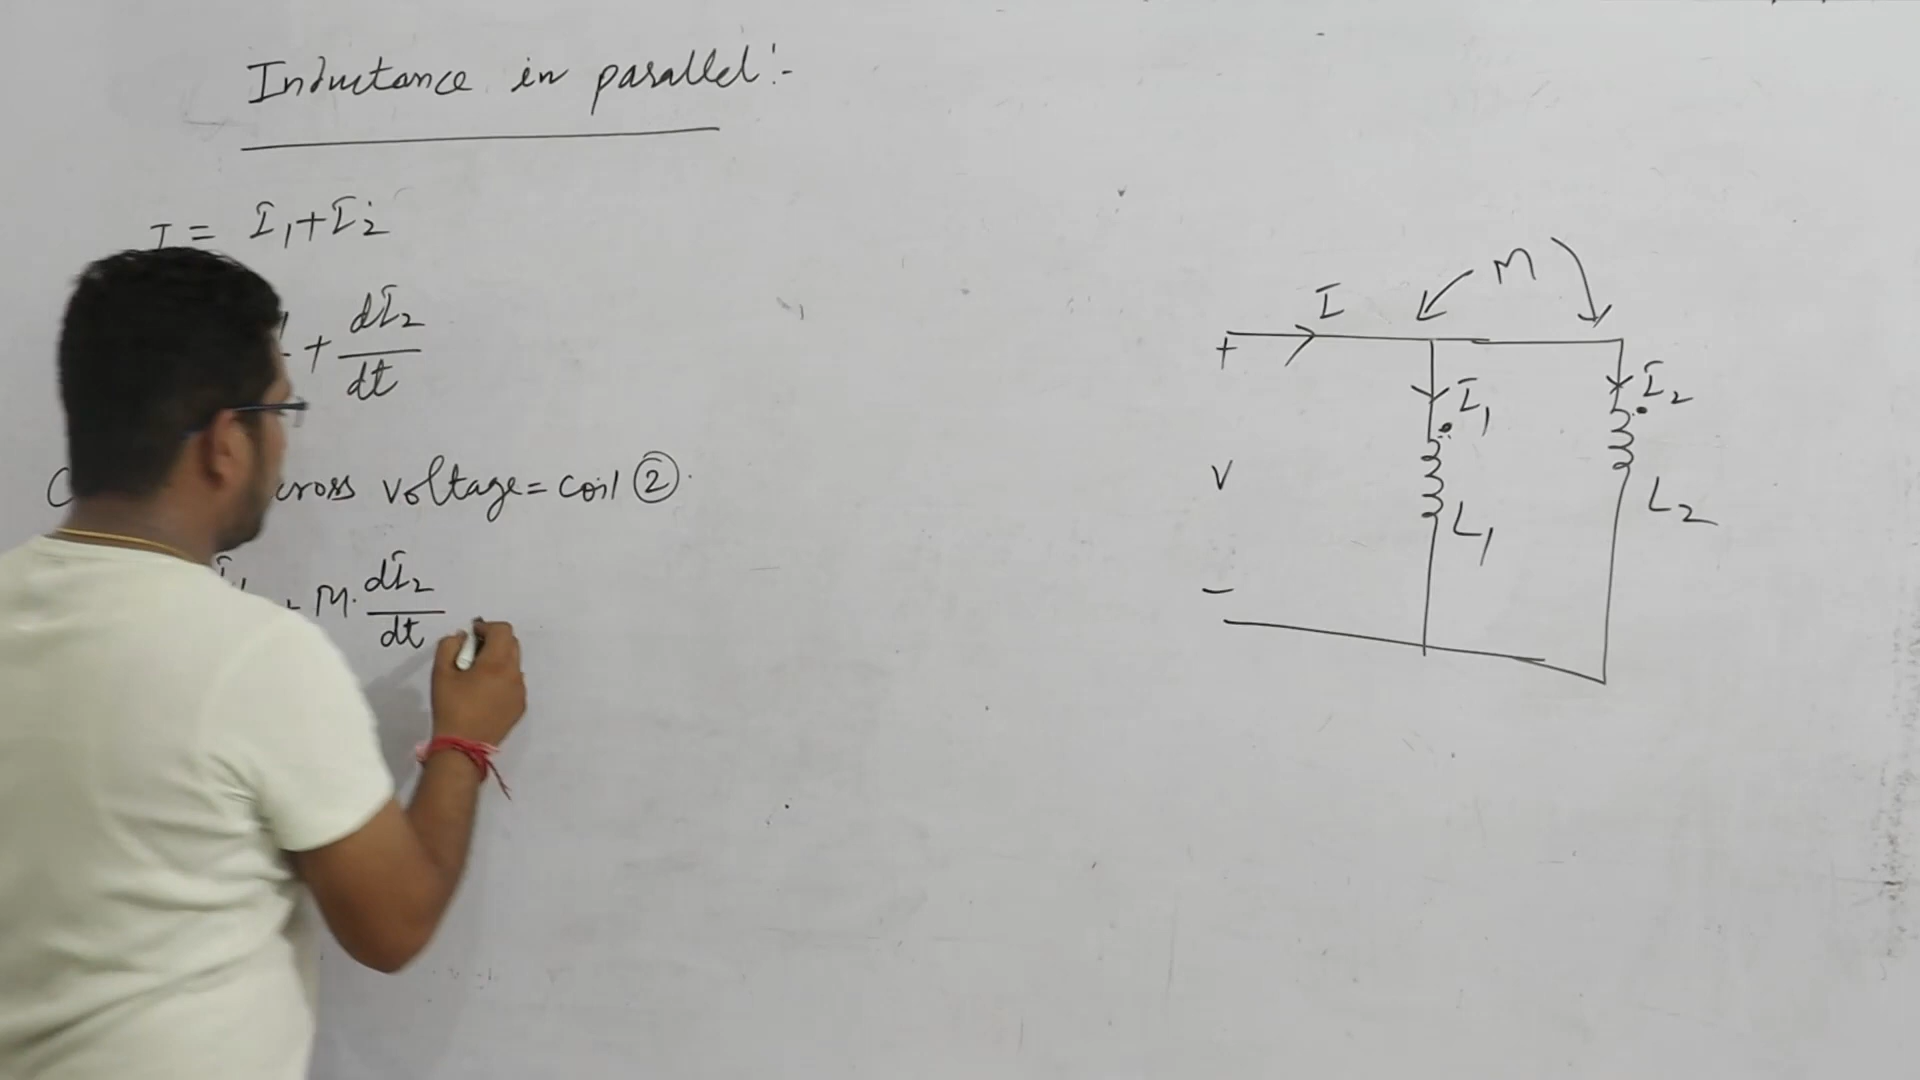 Inductance in parallel:-
I = I₁+I₂
+ dI₂/dt
cross voltage = coil ②.
M. dI₂/dt
M
I
+
I₁
I₂
V
L₁
L₂
-